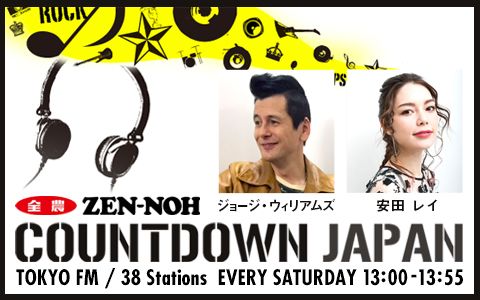 ROCK
PS
ジョージ・ウィリアムズ
安田 レイ
全農 ZEN-NOH
COUNTDOWN JAPAN
TOKYO FM / 38 Stations EVERY SATURDAY 13:00-13:55